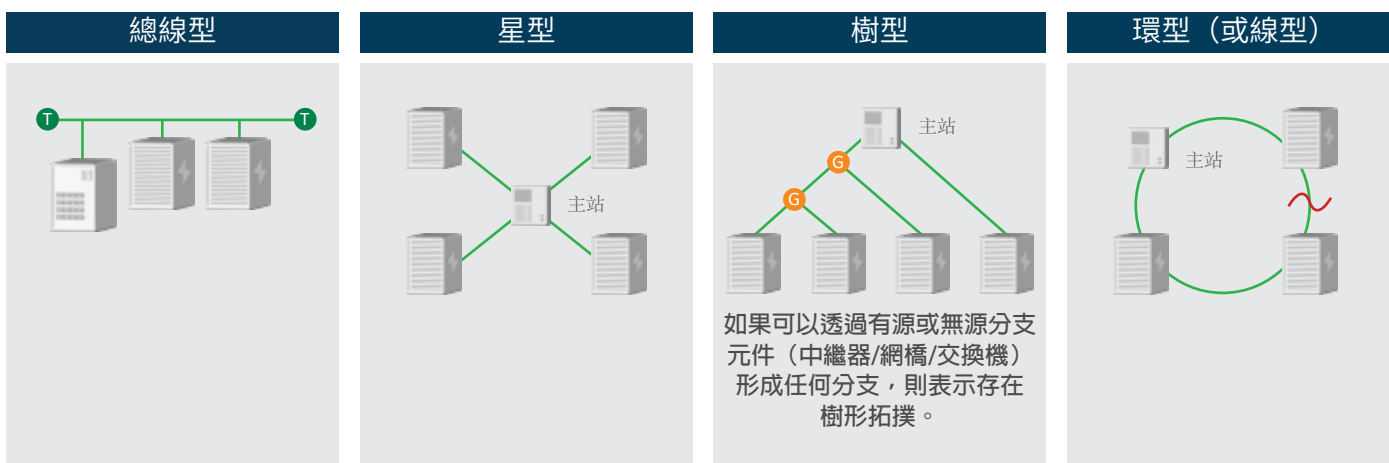 總線型
星型
樹型
環型（或線型）
T
T
主站
主站
G
G
如果可以透過有源或無源分支
元件（中繼器/網橋/交換機）
形成任何分支，則表示存在
樹形拓撲。
主站